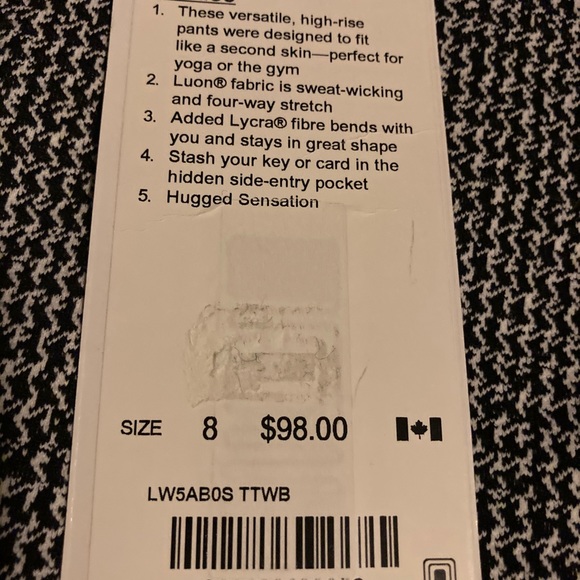 1. These versatile, high-rise
pants were designed to fit
like a second skin—perfect for
yoga or the gym
2. Luon® fabric is sweat-wicking
and four-way stretch
3. Added Lycra® fibre bends with
you and stays in great shape
4. Stash your key or card in the
hidden side-entry pocket
5. Hugged Sensation
SIZE 8 $98.00
LW5AB0S TTWB